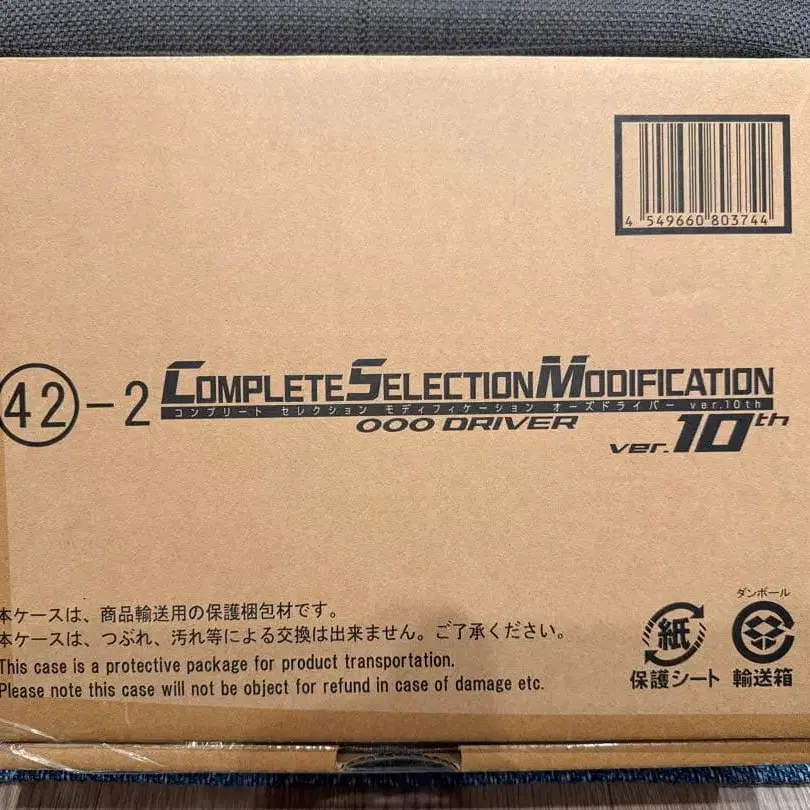 4 549660 803744
42-2 COMPLETE SELECTION MODIFICATION
コンプリート セレクション モディフィケーション オーズドライバー ver.10th
OOO DRIVER
ver.10th
本ケースは、商品輸送用の保護梱包材です。
本ケースは、つぶれ、汚れ等による交換は出来ません。ご了承ください。
This case is a protective package for product transportation.
Please note this case will not be object for refund in case of damage etc.
紙
保護シート
ダンボール
輸送箱